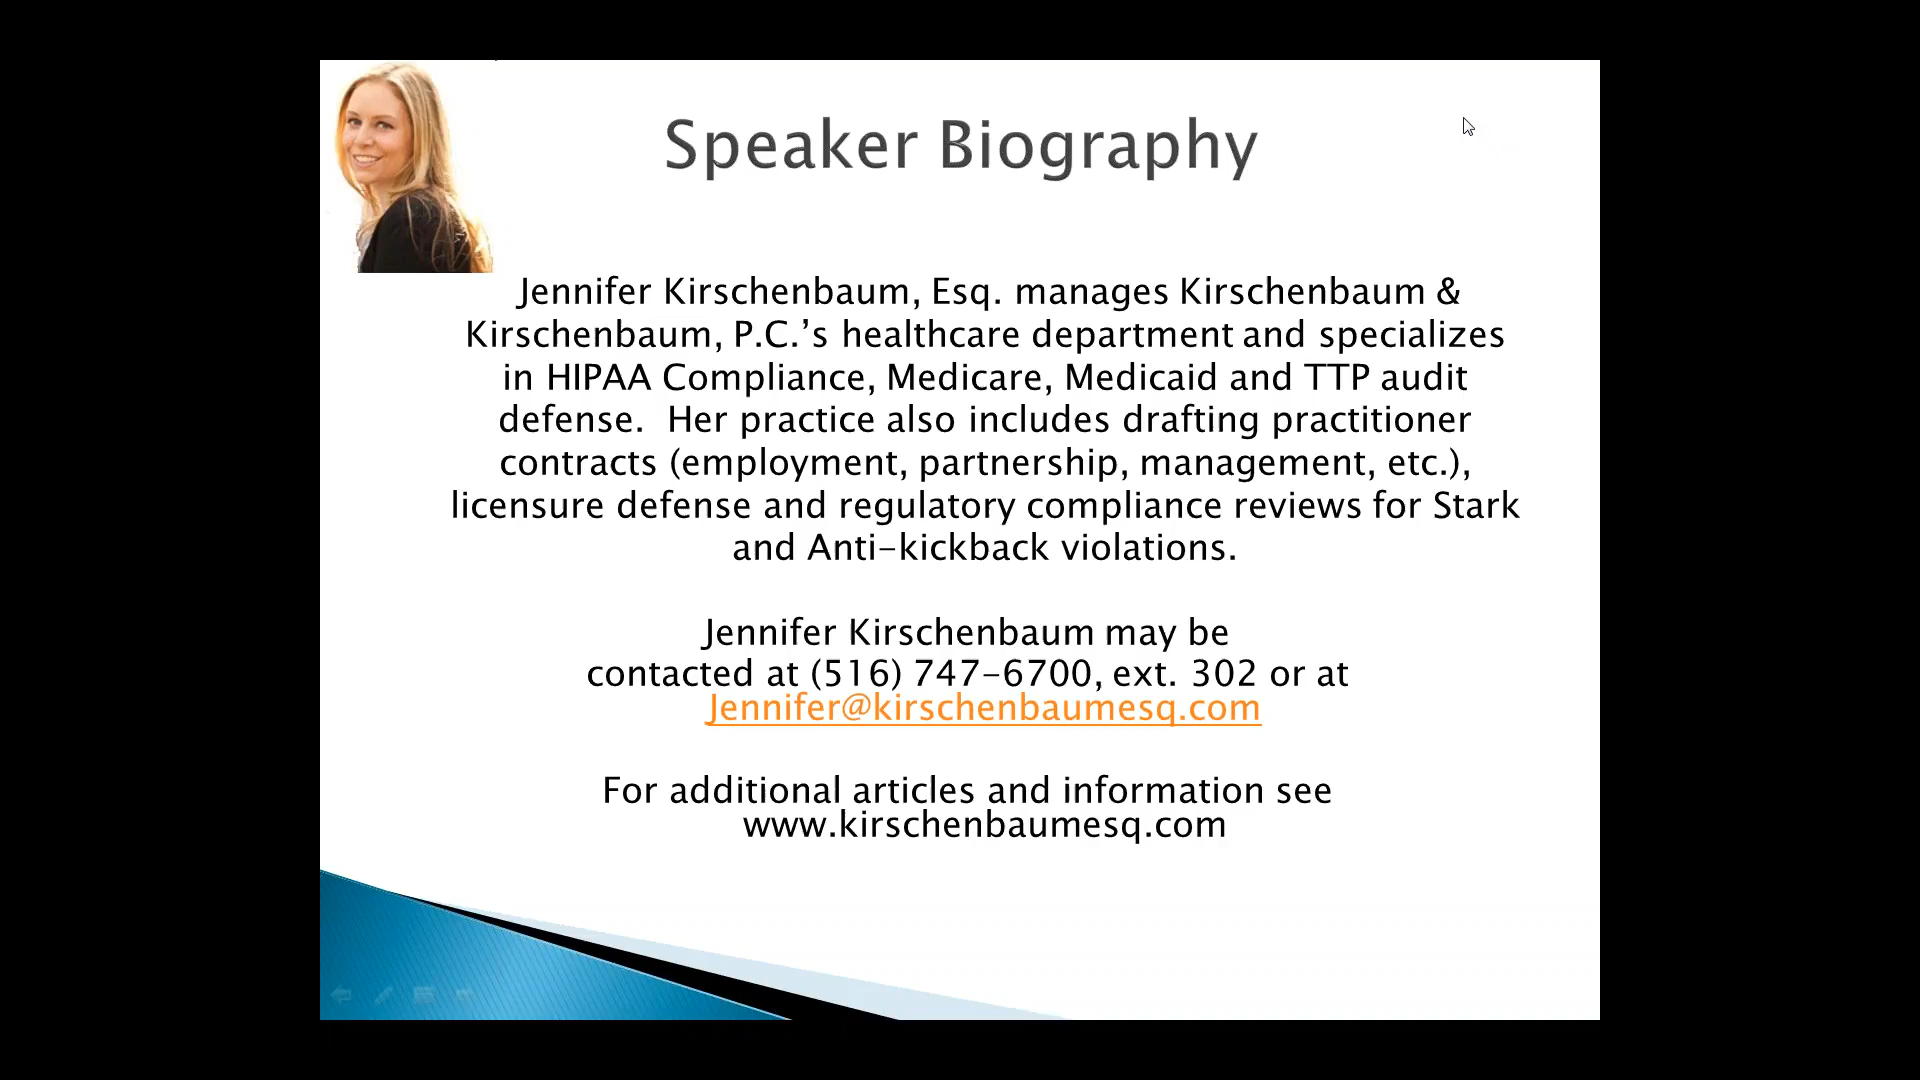 Speaker Biography
Jennifer Kirschenbaum, Esq. manages Kirschenbaum &
Kirschenbaum, P.C.’s healthcare department and specializes
in HIPAA Compliance, Medicare, Medicaid and TTP audit
defense.  Her practice also includes drafting practitioner
contracts (employment, partnership, management, etc.),
licensure defense and regulatory compliance reviews for Stark
and Anti-kickback violations.
Jennifer Kirschenbaum may be
contacted at (516) 747-6700, ext. 302 or at
Jennifer@kirschenbaumesq.com
For additional articles and information see
www.kirschenbaumesq.com